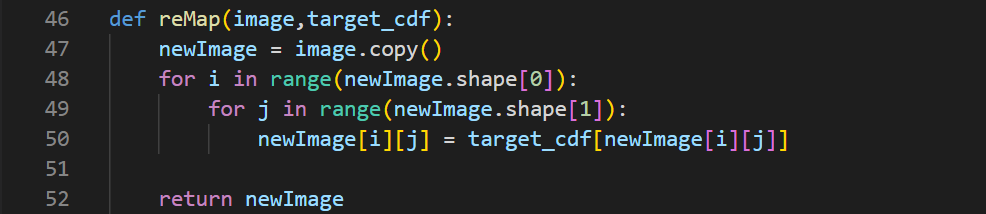 46 def reMap(image,target_cdf):
47     newImage = image.copy()
48     for i in range(newImage.shape[0]):
49         for j in range(newImage.shape[1]):
50             newImage[i][j] = target_cdf[newImage[i][j]]
51
52     return newImage